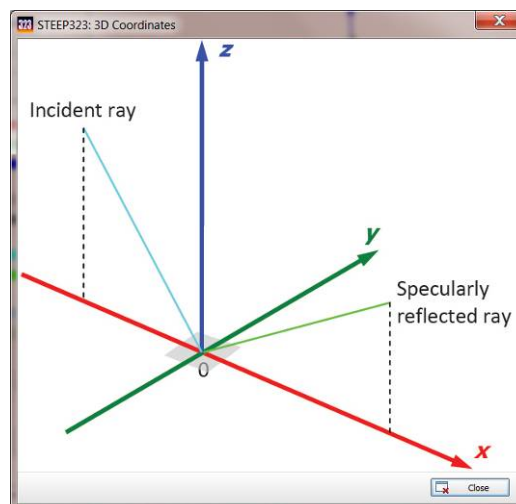 STEEP323: 3D Coordinates
z
Incident ray
y
Specularly
reflected ray
0
x
Close